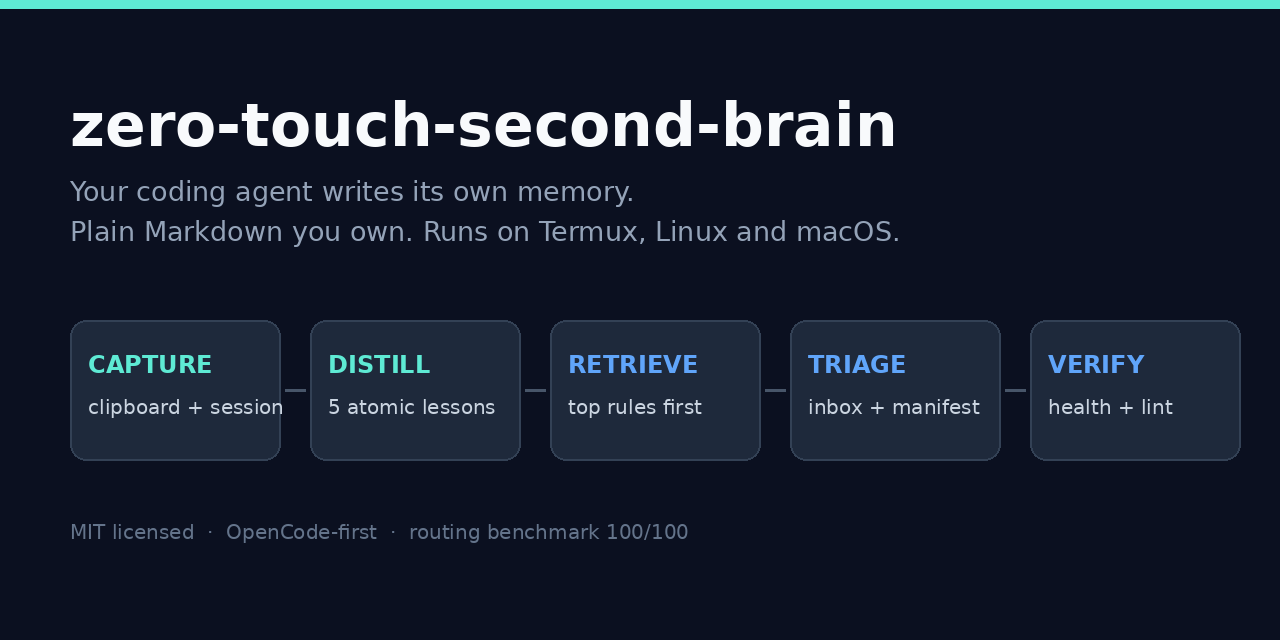 zero-touch-second-brain
Your coding agent writes its own memory.
Plain Markdown you own. Runs on Termux, Linux and macOS.
CAPTURE
clipboard + session
DISTILL
5 atomic lessons
RETRIEVE
top rules first
TRIAGE
inbox + manifest
VERIFY
health + lint
MIT licensed · OpenCode-first · routing benchmark 100/100